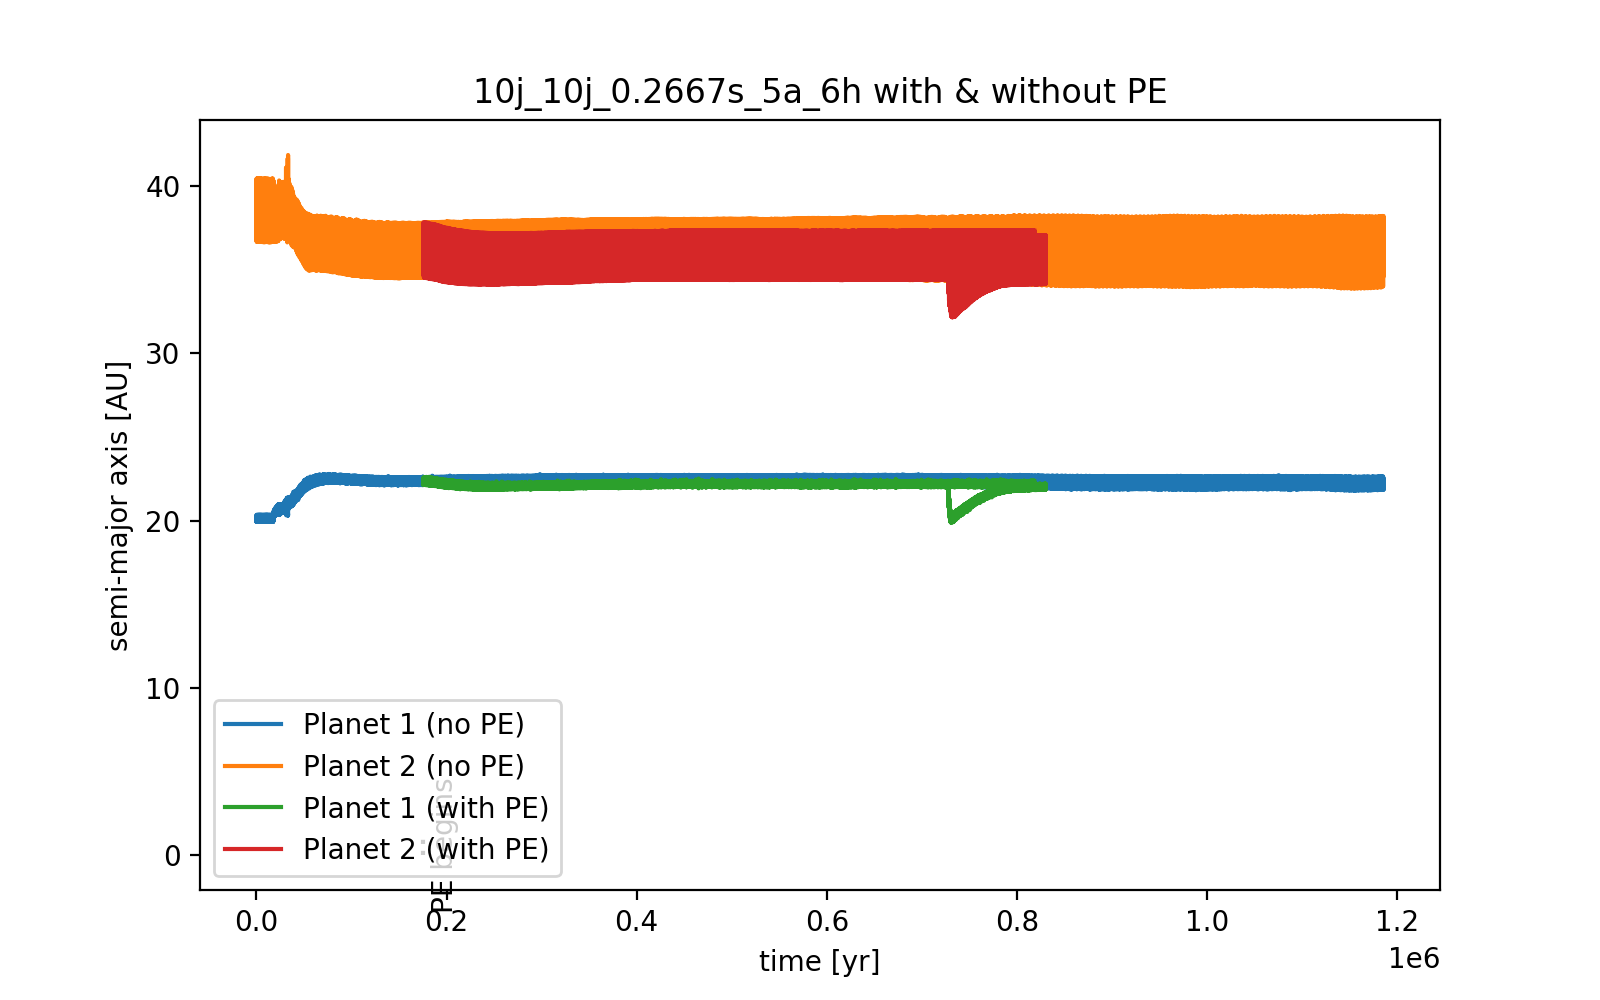 10j_10j_0.2667s_5a_6h with & without PE
semi-major axis [AU]
40
30
20
10
0
Planet 1 (no PE)
Planet 2 (no PE)
Planet 1 (with PE)
Planet 2 (with PE)
PE begins
0.0
0.2
0.4
0.6
0.8
1.0
1.2
1e6
time [yr]